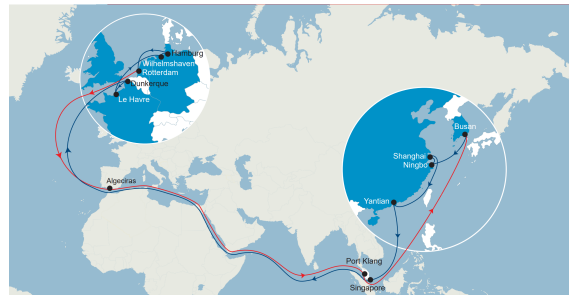 Hamburg
Wilhelmshaven
Rotterdam
Dunkerque
Le Havre
Busan
Shanghai
Ningbo
Algeciras
Yantian
Port Klang
Singapore